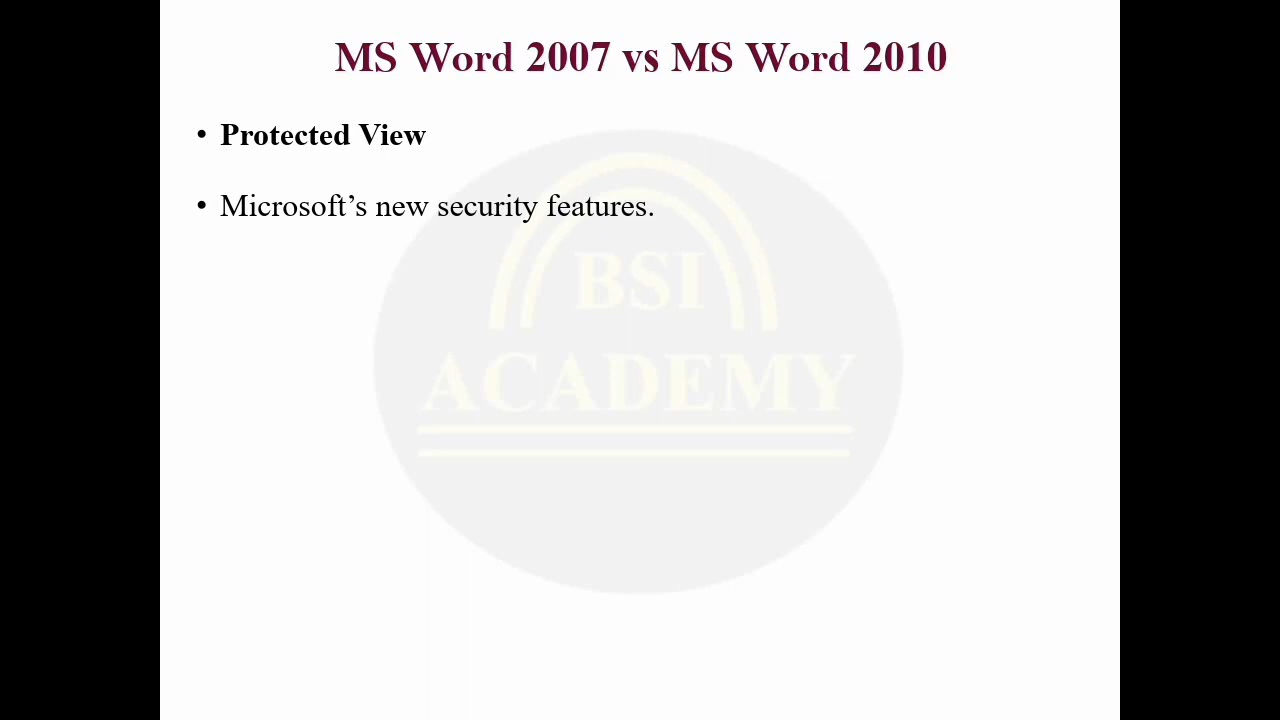 MS Word 2007 vs MS Word 2010
• Protected View
• Microsoft’s new security features.
BSI
ACADEMY